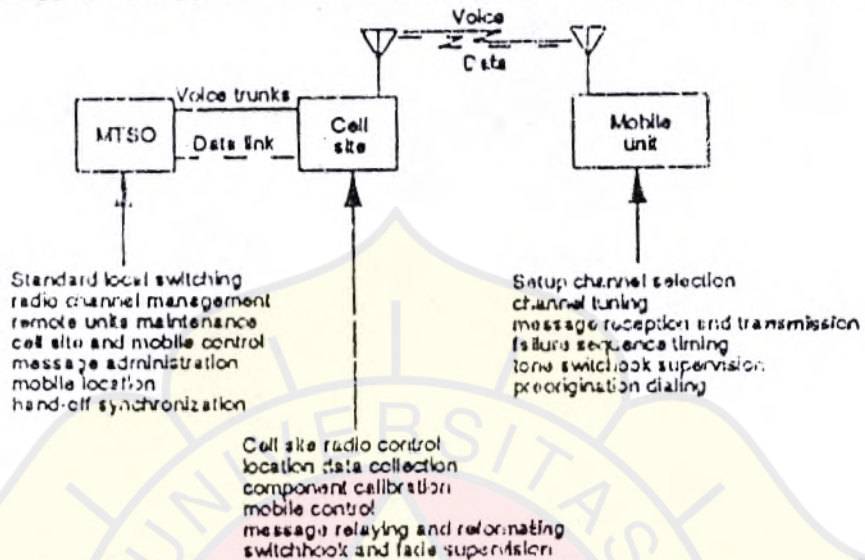 Voice
Data
Voice trunks
MTSO
Data link
Cell
site
Mobile
unit
Standard local switching
radio channel management
remote units maintenance
cell site and mobile control
message administration
mobile location
hand-off synchronization
Setup channel selection
channel tuning
message reception and transmission
failure sequence timing
tone switchook supervision
preorigination dialing
Cell site radio control
location data collection
component calibration
mobile control
message relaying and reformating
switchhook and fade supervision
UNIVERSITAS